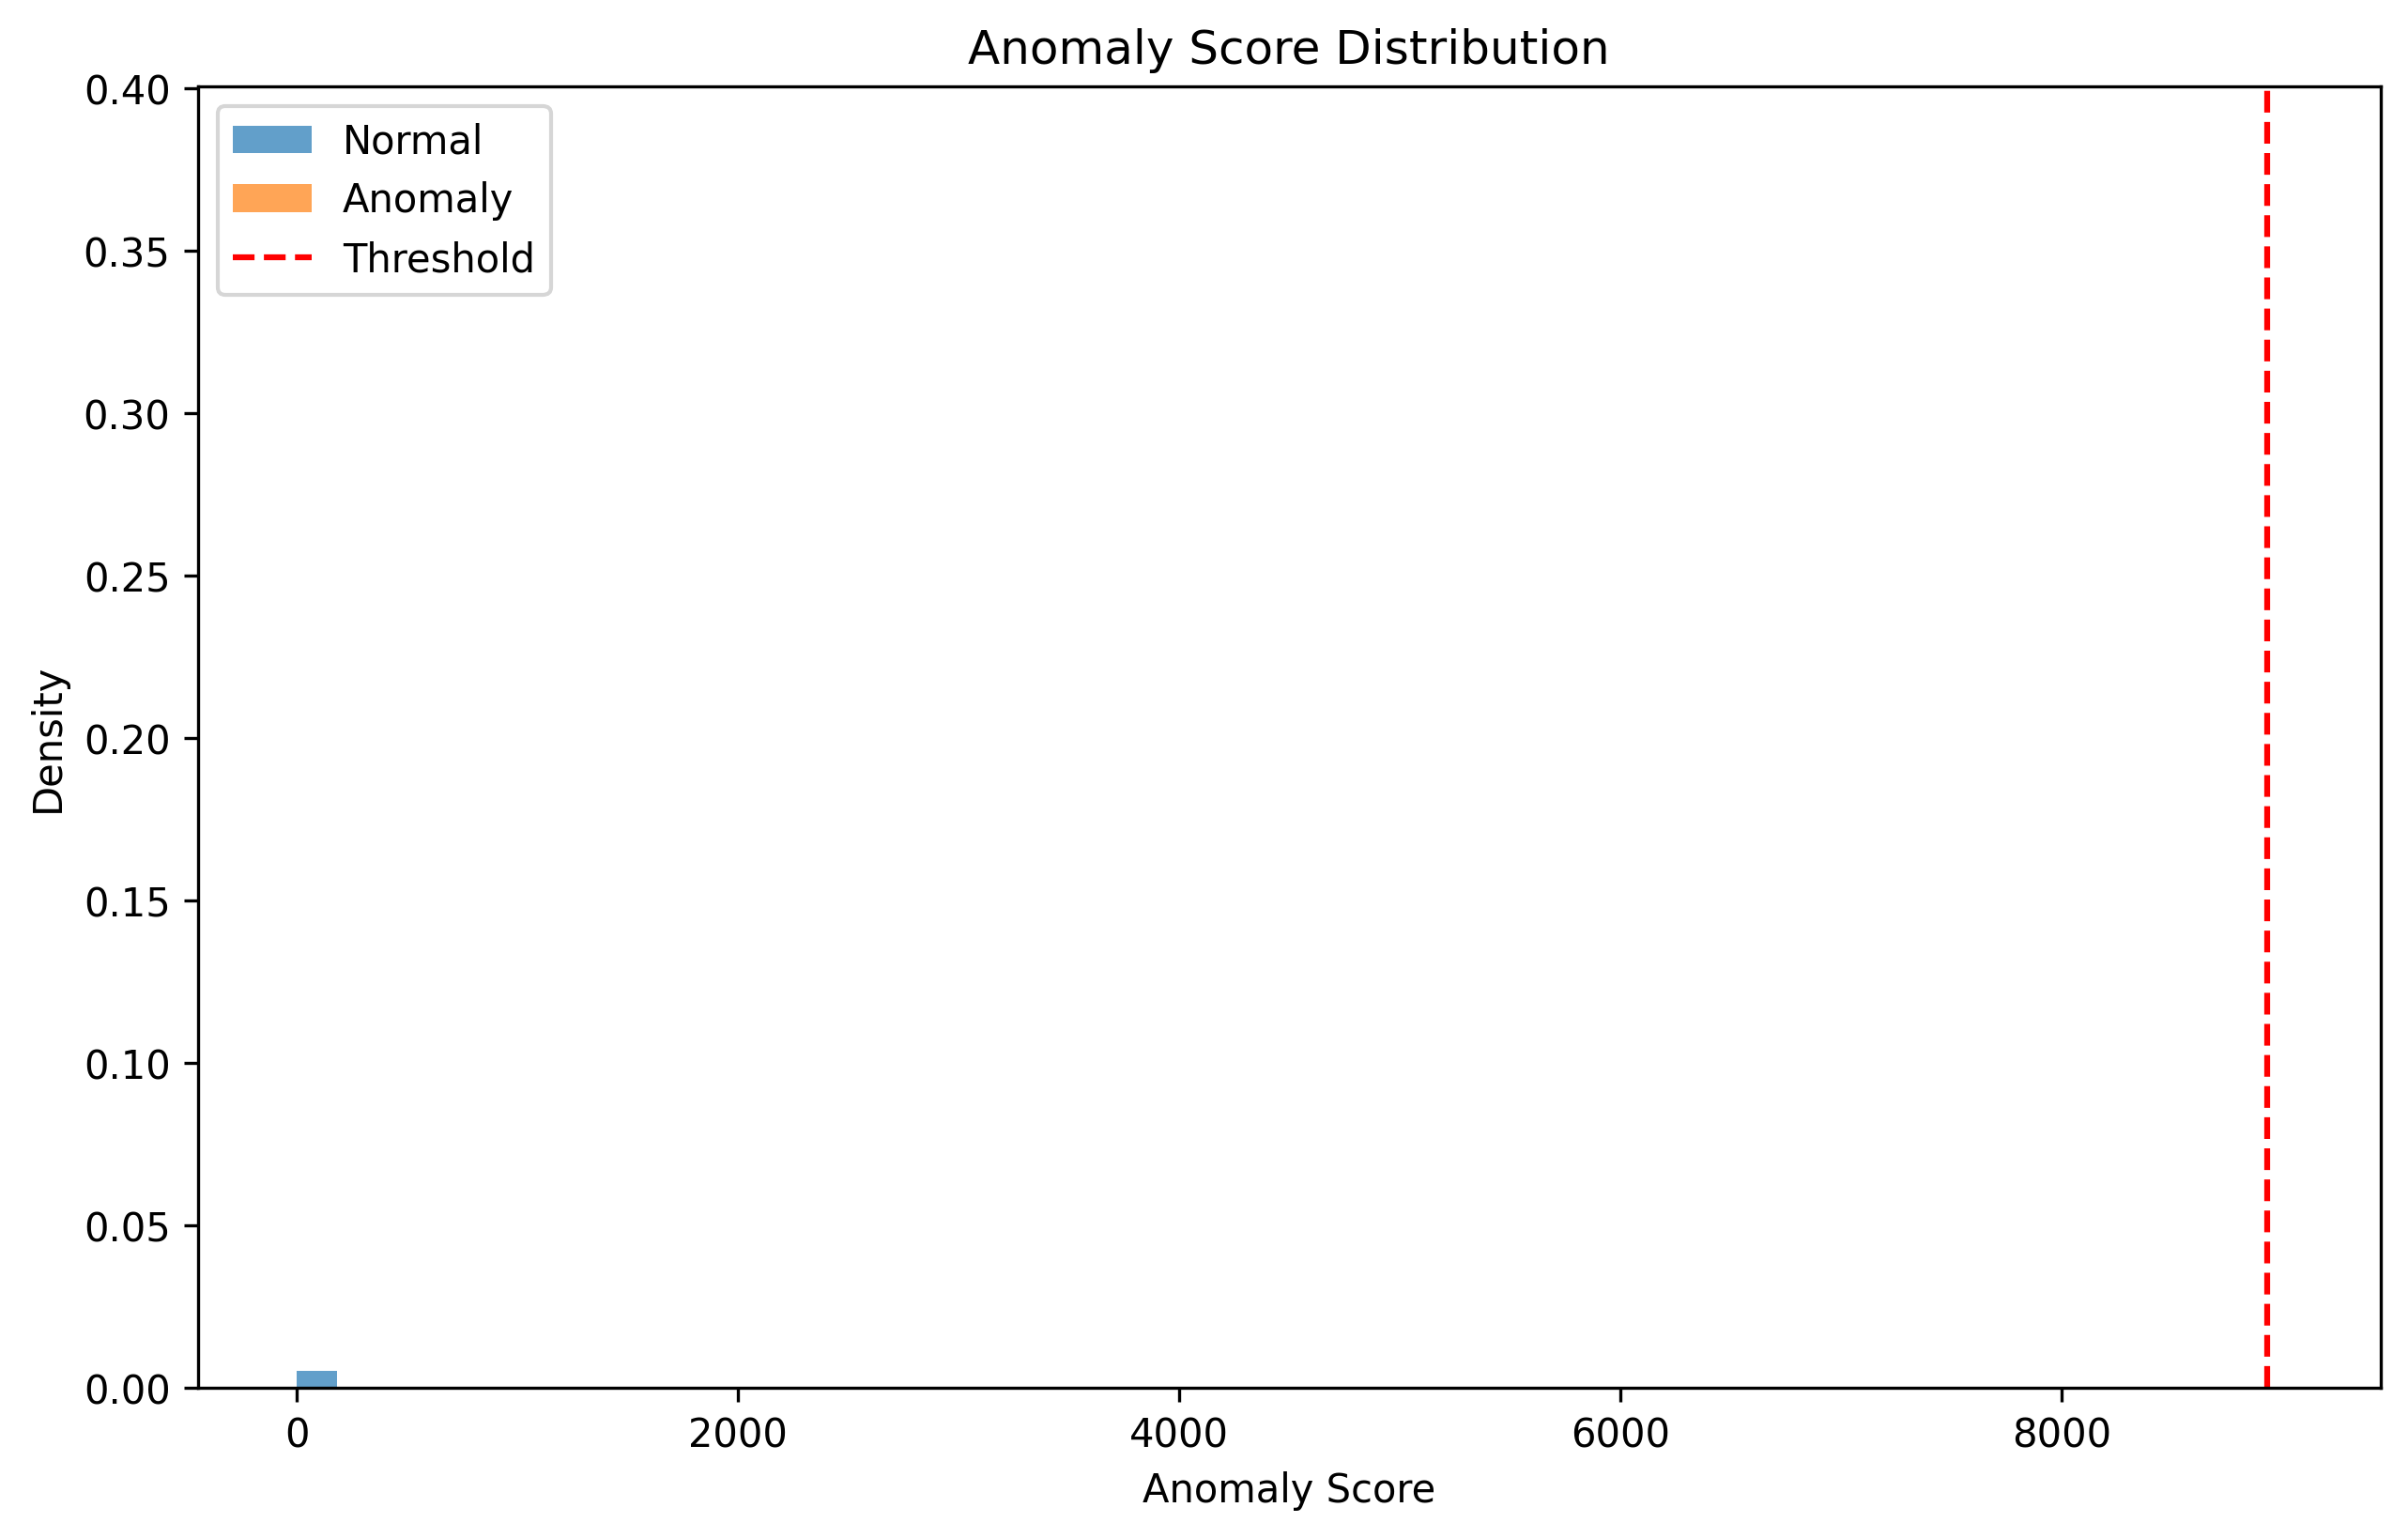 Anomaly Score Distribution
0.40
0.35
0.30
0.25
0.20
0.15
0.10
0.05
0.00
Density
Normal
Anomaly
Threshold
0
2000
4000
6000
8000
Anomaly Score